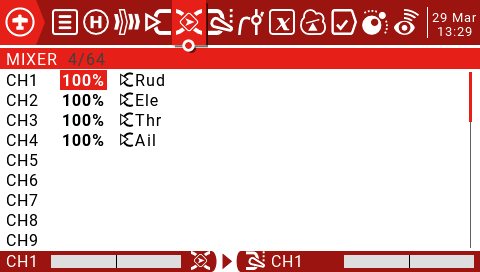 29 Mar
13:29
MIXER 4/64
CH1 100% Rud
CH2 100% Ele
CH3 100% Thr
CH4 100% Ail
CH5
CH6
CH7
CH8
CH9
CH1 CH1